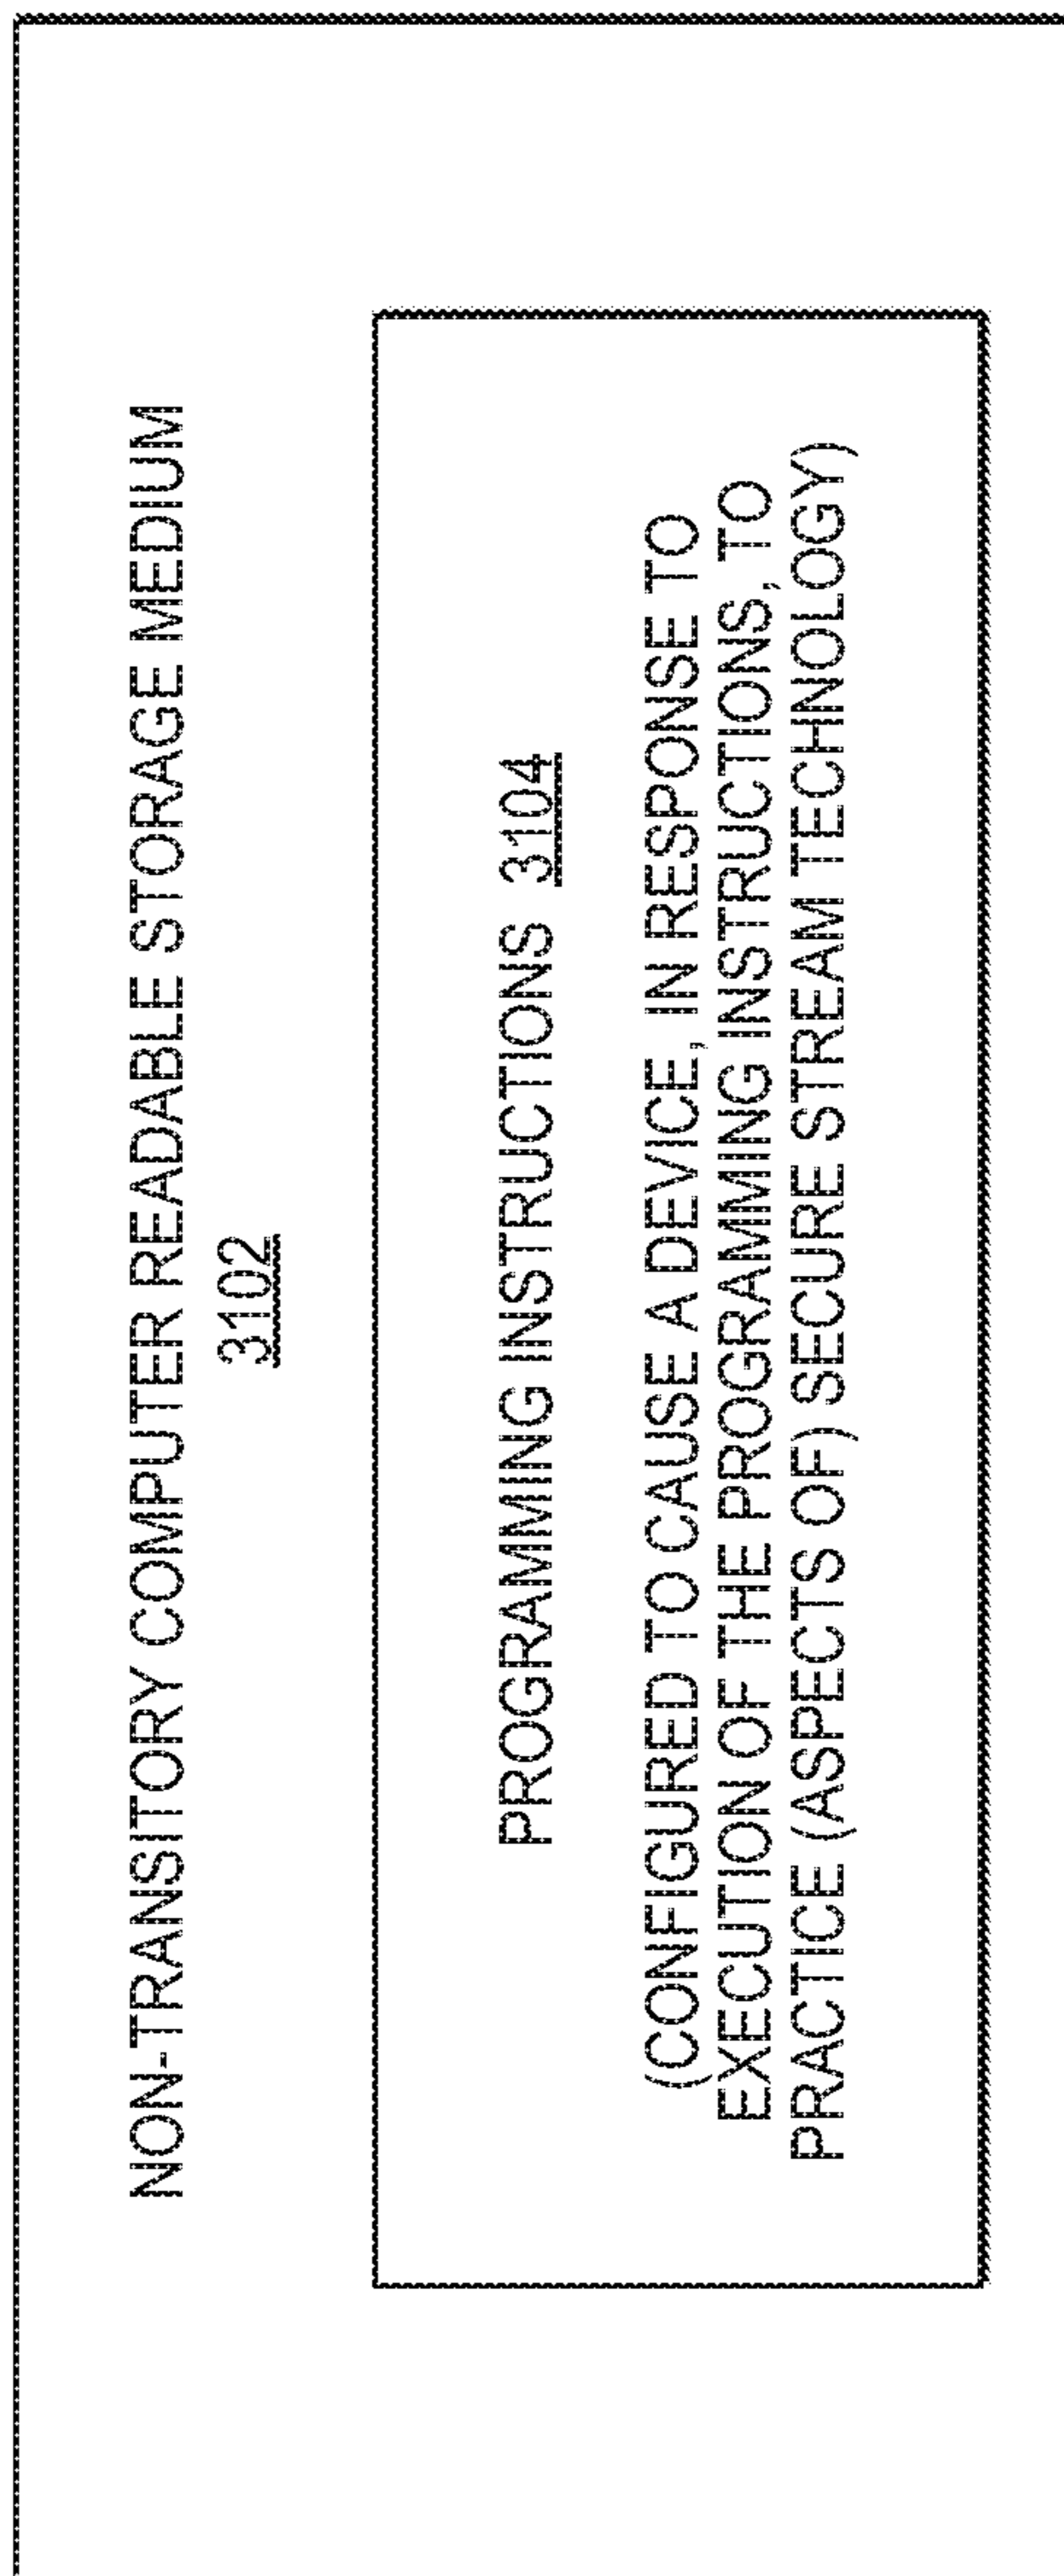 NON-TRANSITORY COMPUTER READABLE STORAGE MEDIUM
3102
PROGRAMMING INSTRUCTIONS 3104
(CONFIGURED TO CAUSE A DEVICE, IN RESPONSE TO
EXECUTION OF THE PROGRAMMING INSTRUCTIONS, TO
PRACTICE (ASPECTS OF) SECURE STREAM TECHNOLOGY)